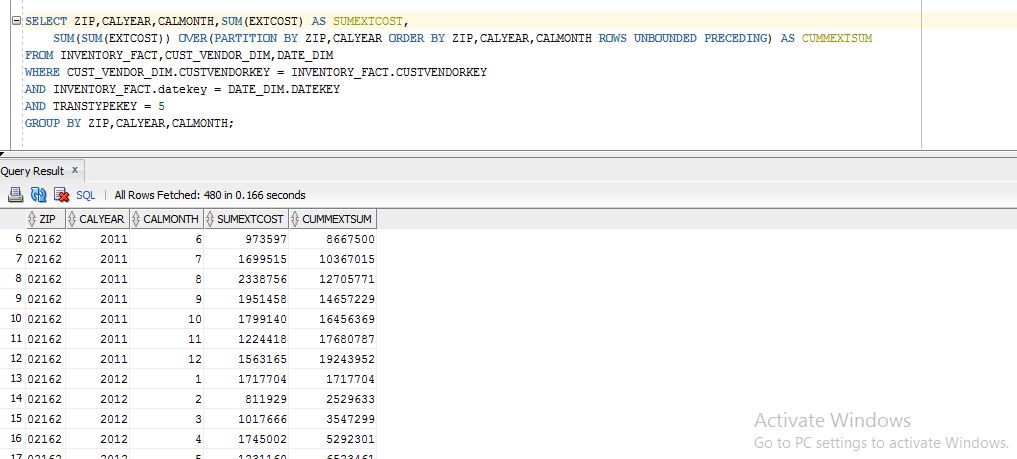 SELECT ZIP,CALYEAR,CALMONTH,SUM(EXTCOST) AS SUMEXTCOST,
SUM(SUM(EXTCOST)) OVER(PARTITION BY ZIP,CALYEAR ORDER BY ZIP,CALYEAR,CALMONTH ROWS UNBOUNDED PRECEDING) AS CUMMEXTSUM
FROM INVENTORY_FACT,CUST_VENDOR_DIM,DATE_DIM
WHERE CUST_VENDOR_DIM.CUSTVENDORKEY = INVENTORY_FACT.CUSTVENDORKEY
AND INVENTORY_FACT.datekey = DATE_DIM.DATEKEY
AND TRANSTYPEKEY = 5
GROUP BY ZIP,CALYEAR,CALMONTH;
Query Result x
SQL | All Rows Fetched: 480 in 0.166 seconds
ZIP CALYEAR CALMONTH SUMEXTCOST CUMMEXTSUM
6 02162 2011 6 973597 8667500
7 02162 2011 7 1699515 10367015
8 02162 2011 8 2338756 12705771
9 02162 2011 9 1951458 14657229
10 02162 2011 10 1799140 16456369
11 02162 2011 11 1224418 17680787
12 02162 2011 12 1563165 19243952
13 02162 2012 1 1717704 1717704
14 02162 2012 2 811929 2529633
15 02162 2012 3 1017666 3547299
16 02162 2012 4 1745002 5292301
17 02162 2012 5 1231160 6523461
Activate Windows
Go to PC settings to activate Windows.